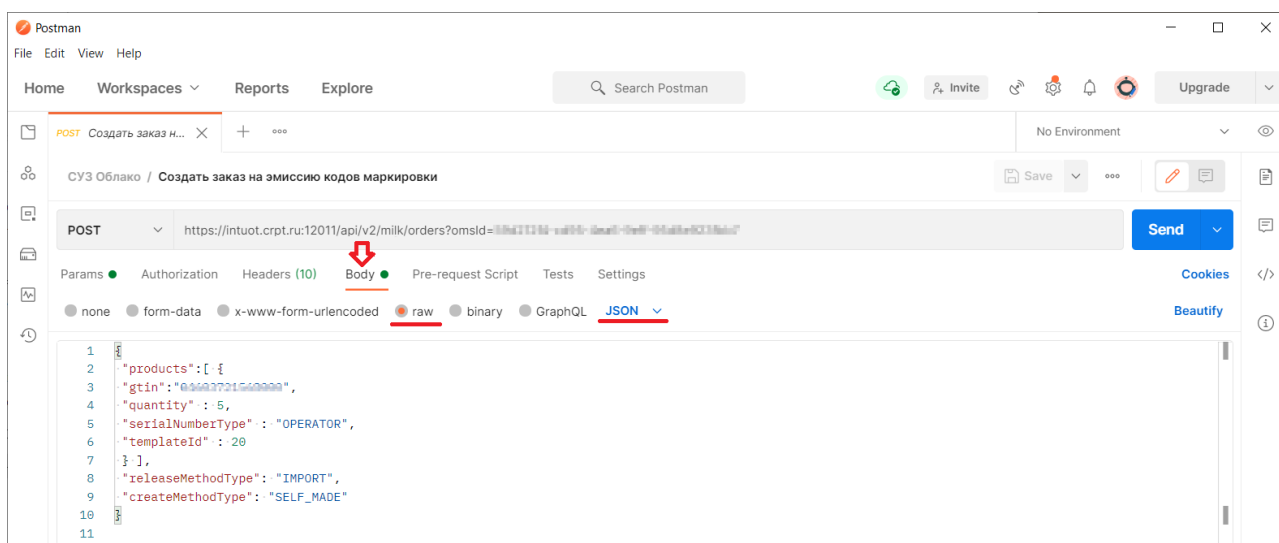 Postman
File Edit View Help
Home Workspaces Reports Explore Search Postman Invite Upgrade
POST Создать заказ н... No Environment
СУЗ Облако / Создать заказ на эмиссию кодов маркировки Save
POST https://intuot.crpt.ru:12011/api/v2/milk/orders?omsId= Send
Params Authorization Headers (10) Body Pre-request Script Tests Settings Cookies
none form-data x-www-form-urlencoded raw binary GraphQL JSON Beautify
1 {
2 "products":[ {
3 "gtin":" ",
4 "quantity" : 5,
5 "serialNumberType" : "OPERATOR",
6 "templateId" : 20
7 } ],
8 "releaseMethodType": "IMPORT",
9 "createMethodType": "SELF_MADE"
10 }
11